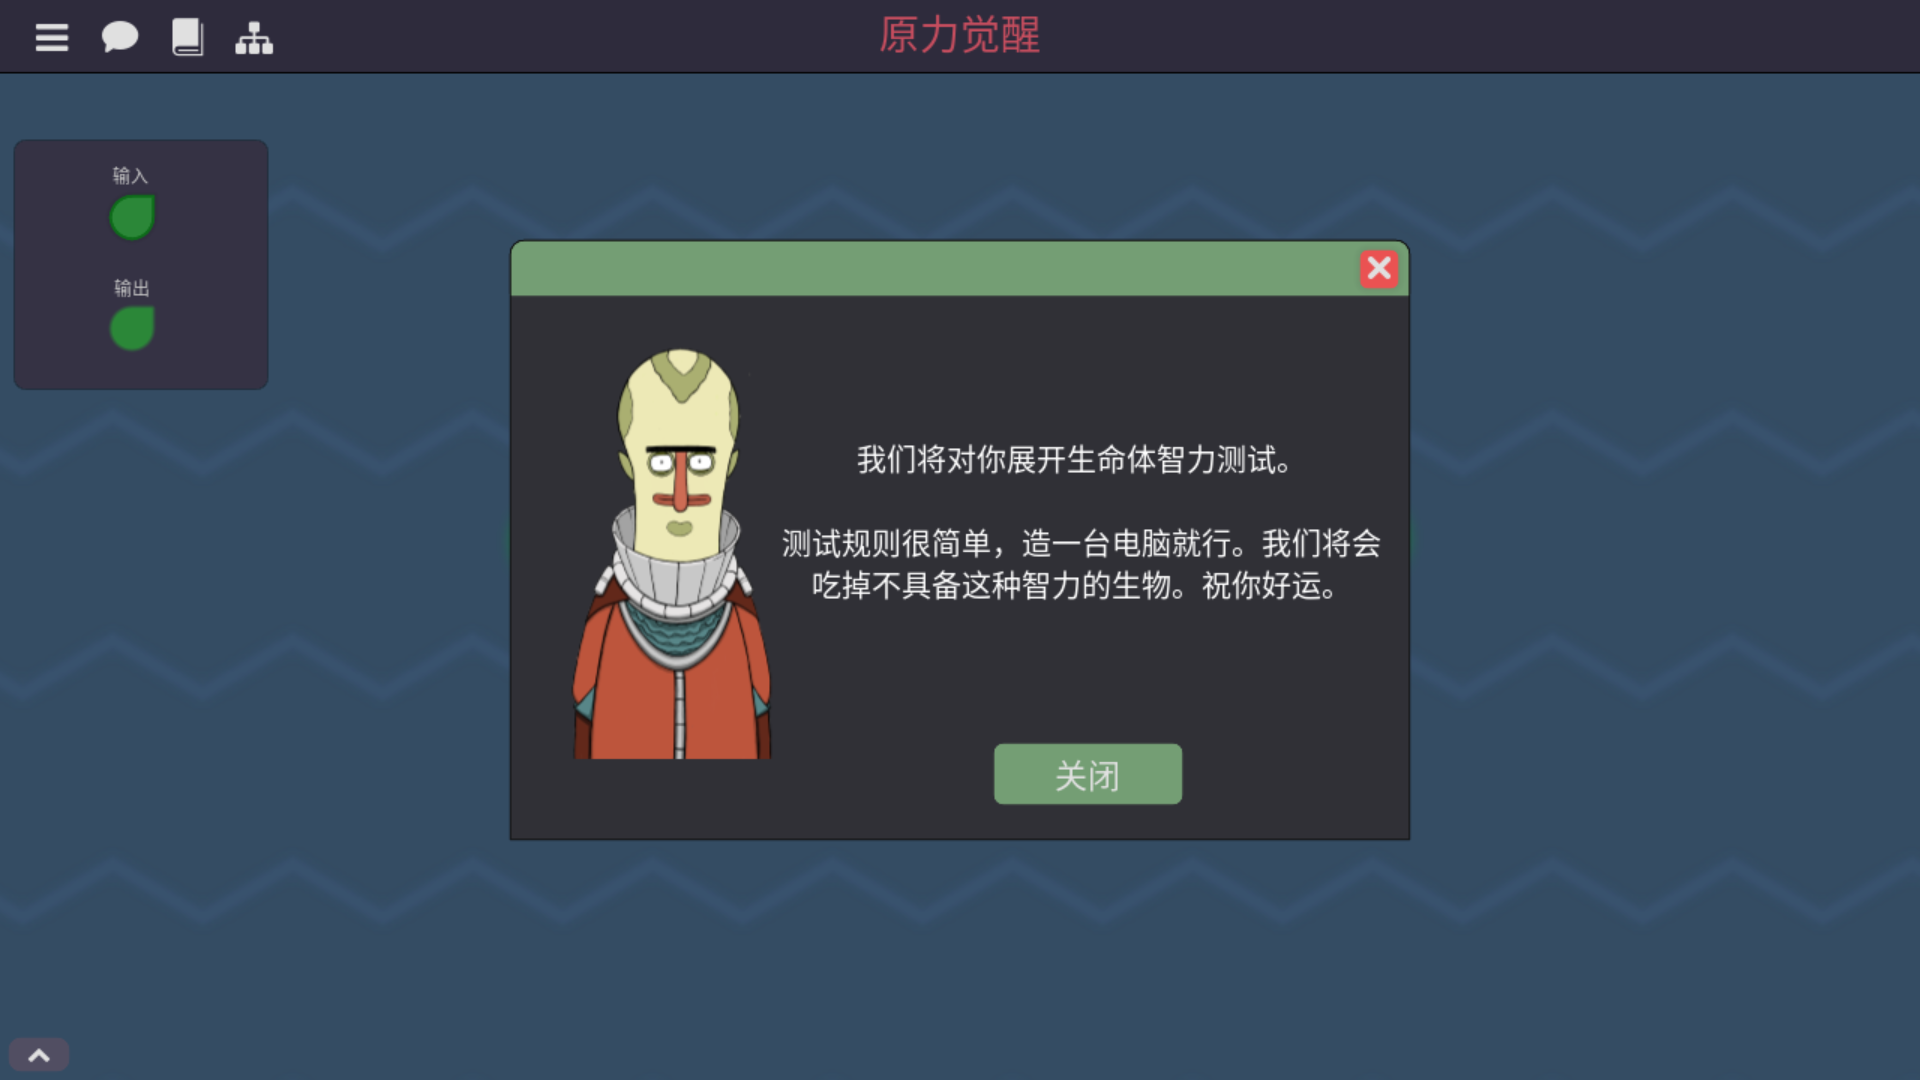 原力觉醒
输入
输出
我们将对你展开生命体智力测试。
测试规则很简单，造一台电脑就行。我们将会
吃掉不具备这种智力的生物。祝你好运。
关闭